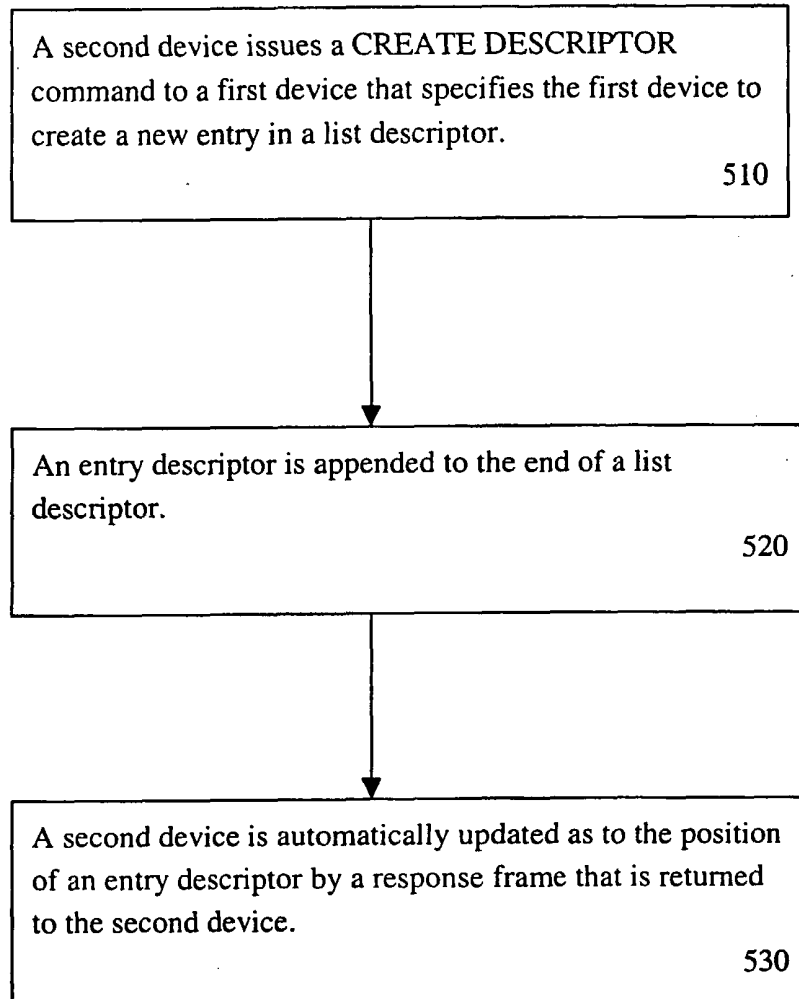 A second device issues a CREATE DESCRIPTOR
command to a first device that specifies the first device to
create a new entry in a list descriptor.
510
An entry descriptor is appended to the end of a list
descriptor.
520
A second device is automatically updated as to the position
of an entry descriptor by a response frame that is returned
to the second device.
530